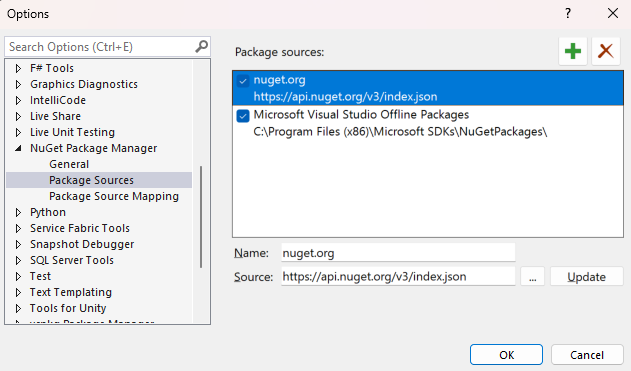 Options
?
Search Options (Ctrl+E)
F# Tools
Graphics Diagnostics
IntelliCode
Live Share
Live Unit Testing
NuGet Package Manager
General
Package Sources
Package Source Mapping
Python
Service Fabric Tools
Snapshot Debugger
SQL Server Tools
Test
Text Templating
Tools for Unity
Package sources:
nuget.org
https://api.nuget.org/v3/index.json
Microsoft Visual Studio Offline Packages
C:\Program Files (x86)\Microsoft SDKs\NuGetPackages\
Name: nuget.org
Source: https://api.nuget.org/v3/index.json ... Update
OK Cancel